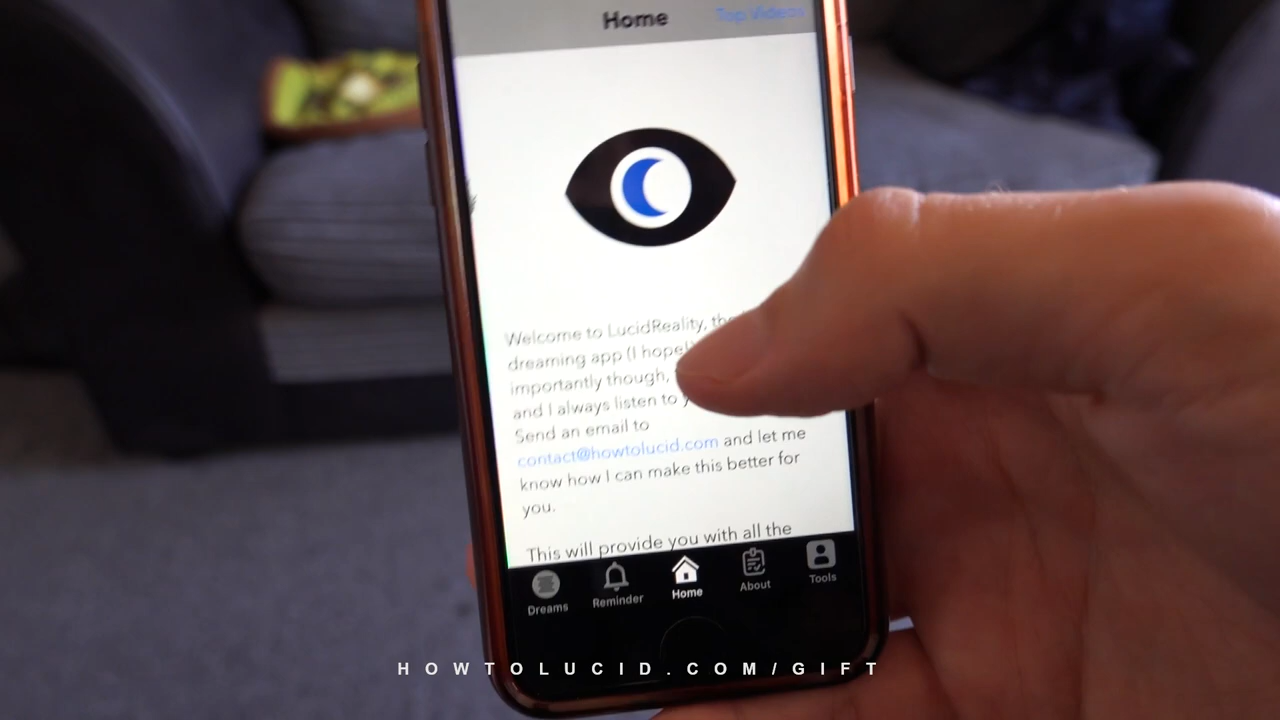 Home
Top Videos
Welcome to LucidReality, the
dreaming app (I hope!)
importantly though,
and I always listen to
Send an email to
contact@howtolucid.com and let me
know how I can make this better for
you.
This will provide you with all the
Dreams
Reminder
Home
About
Tools
HOWTOLUCID.COM/GIFT